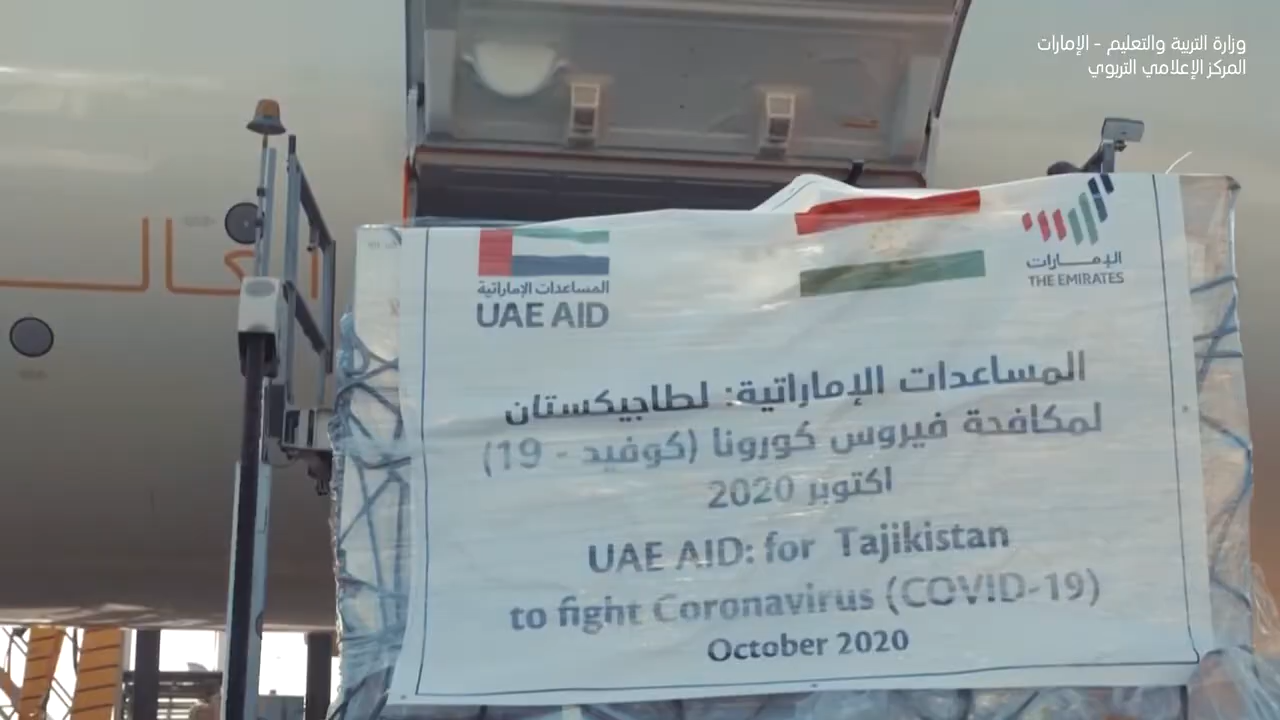 وزارة التربية والتعليم - الإمارات
المركز الإعلامي التربوي
المساعدات الإماراتية
UAE AID
الإمارات
THE EMIRATES
المساعدات الإماراتية: لطاجيكستان
لمكافحة فيروس كورونا (كوفيد - 19)
اكتوبر 2020
UAE AID: for Tajikistan
to fight Coronavirus (COVID-19)
October 2020